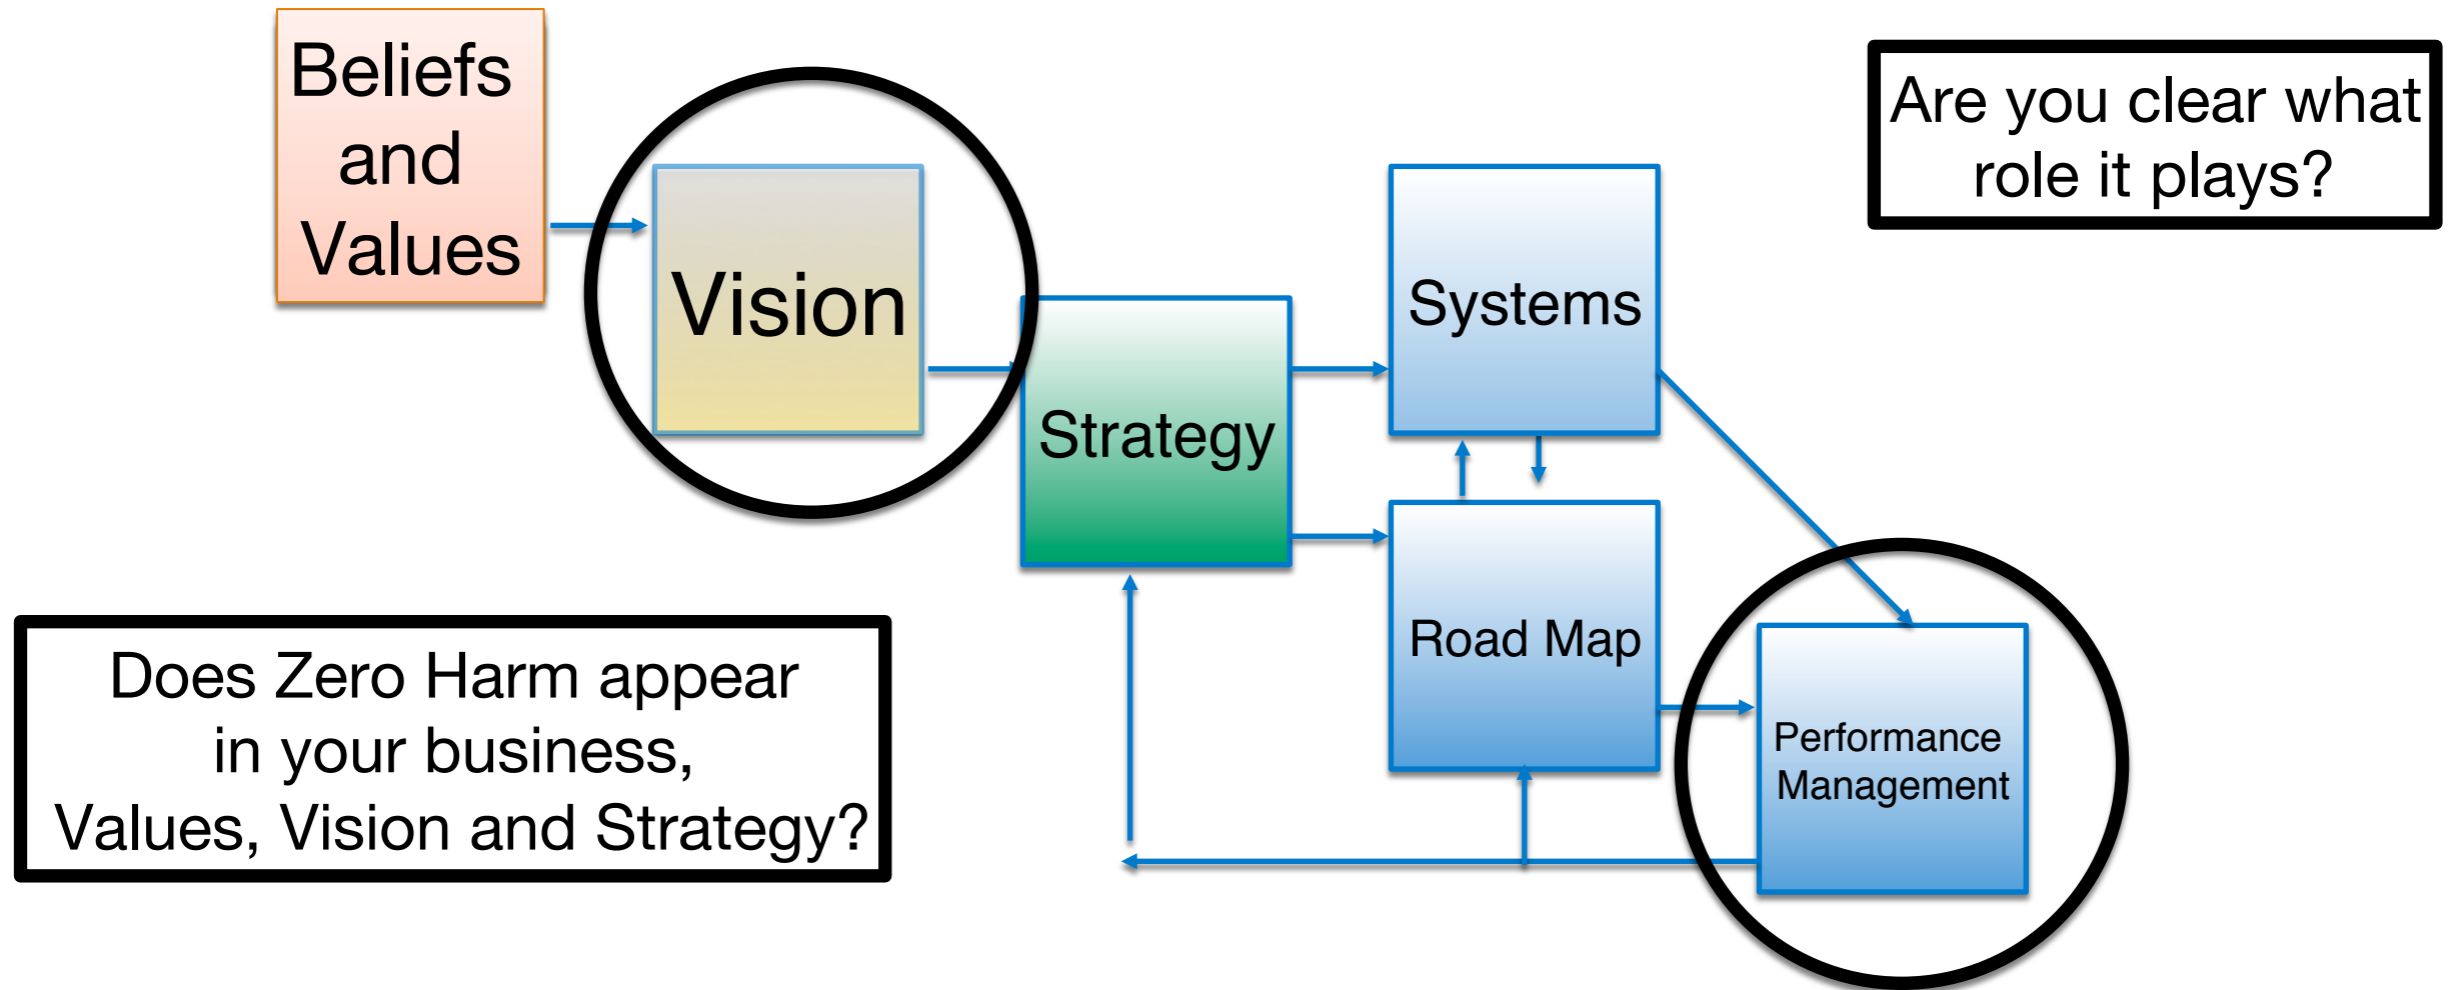 Beliefs
and
Values
Vision
Strategy
Systems
Road Map
Performance
Management
Are you clear what
role it plays?
Does Zero Harm appear
in your business,
Values, Vision and Strategy?